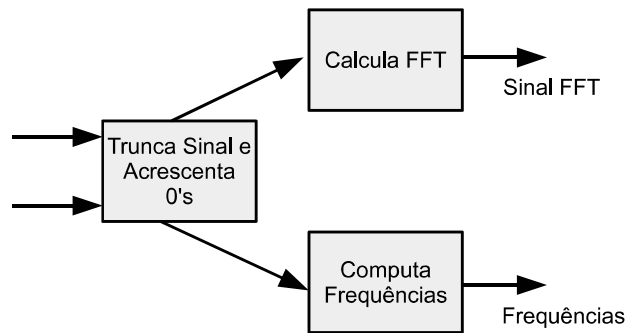 Calcula FFT
Sinal FFT
Trunca Sinal e
Acrescenta
0's
Computa
Frequências
Frequências